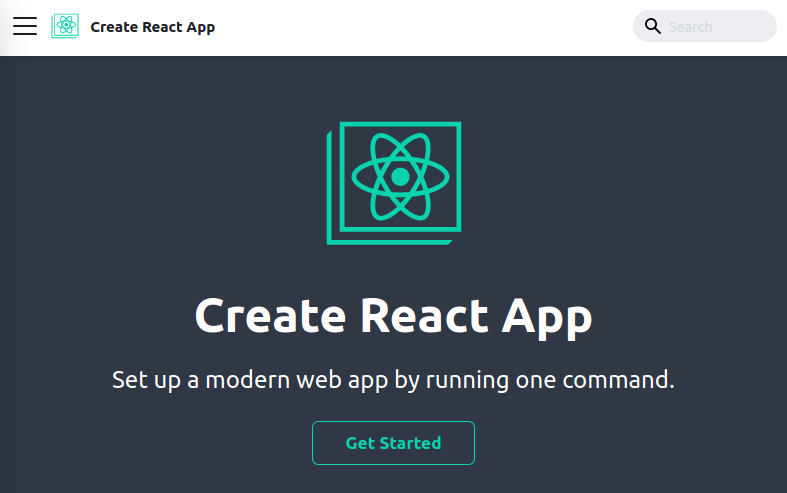 Create React App
Search
Create React App
Set up a modern web app by running one command.
Get Started